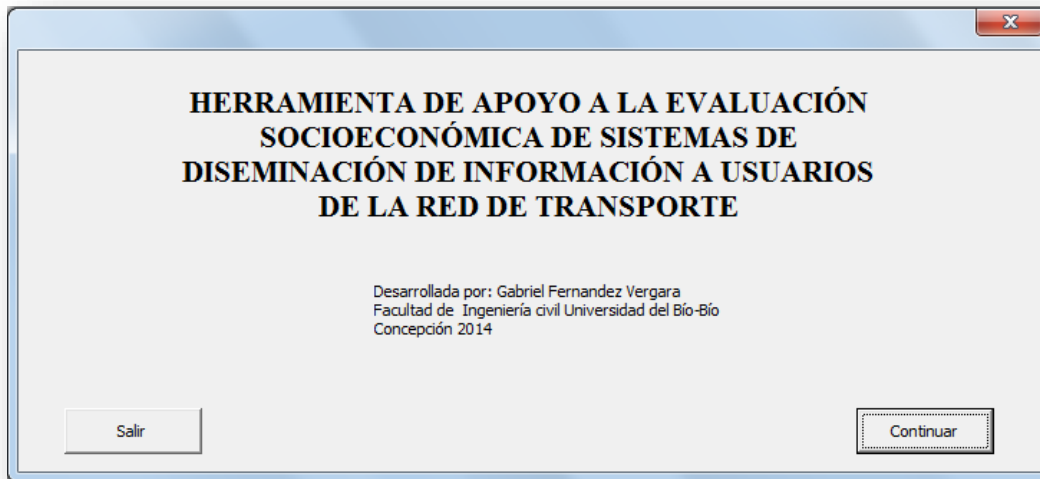 HERRAMIENTA DE APOYO A LA EVALUACIÓN
SOCIOECONÓMICA DE SISTEMAS DE
DISEMINACIÓN DE INFORMACIÓN A USUARIOS
DE LA RED DE TRANSPORTE
Desarrollada por: Gabriel Fernandez Vergara
Facultad de  Ingeniería civil Universidad del Bío-Bío
Concepción 2014
Salir
Continuar